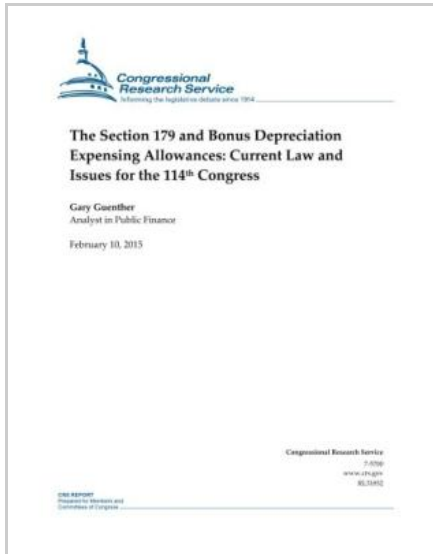 Congressional
Research Service
Informing the legislative debate since 1914
The Section 179 and Bonus Depreciation
Expensing Allowances: Current Law and
Issues for the 114th Congress
Gary Guenther
Analyst in Public Finance
February 10, 2015
Congressional Research Service
7-5700
www.crs.gov
RL31852
CRS REPORT
Prepared for Members and
Committees of Congress